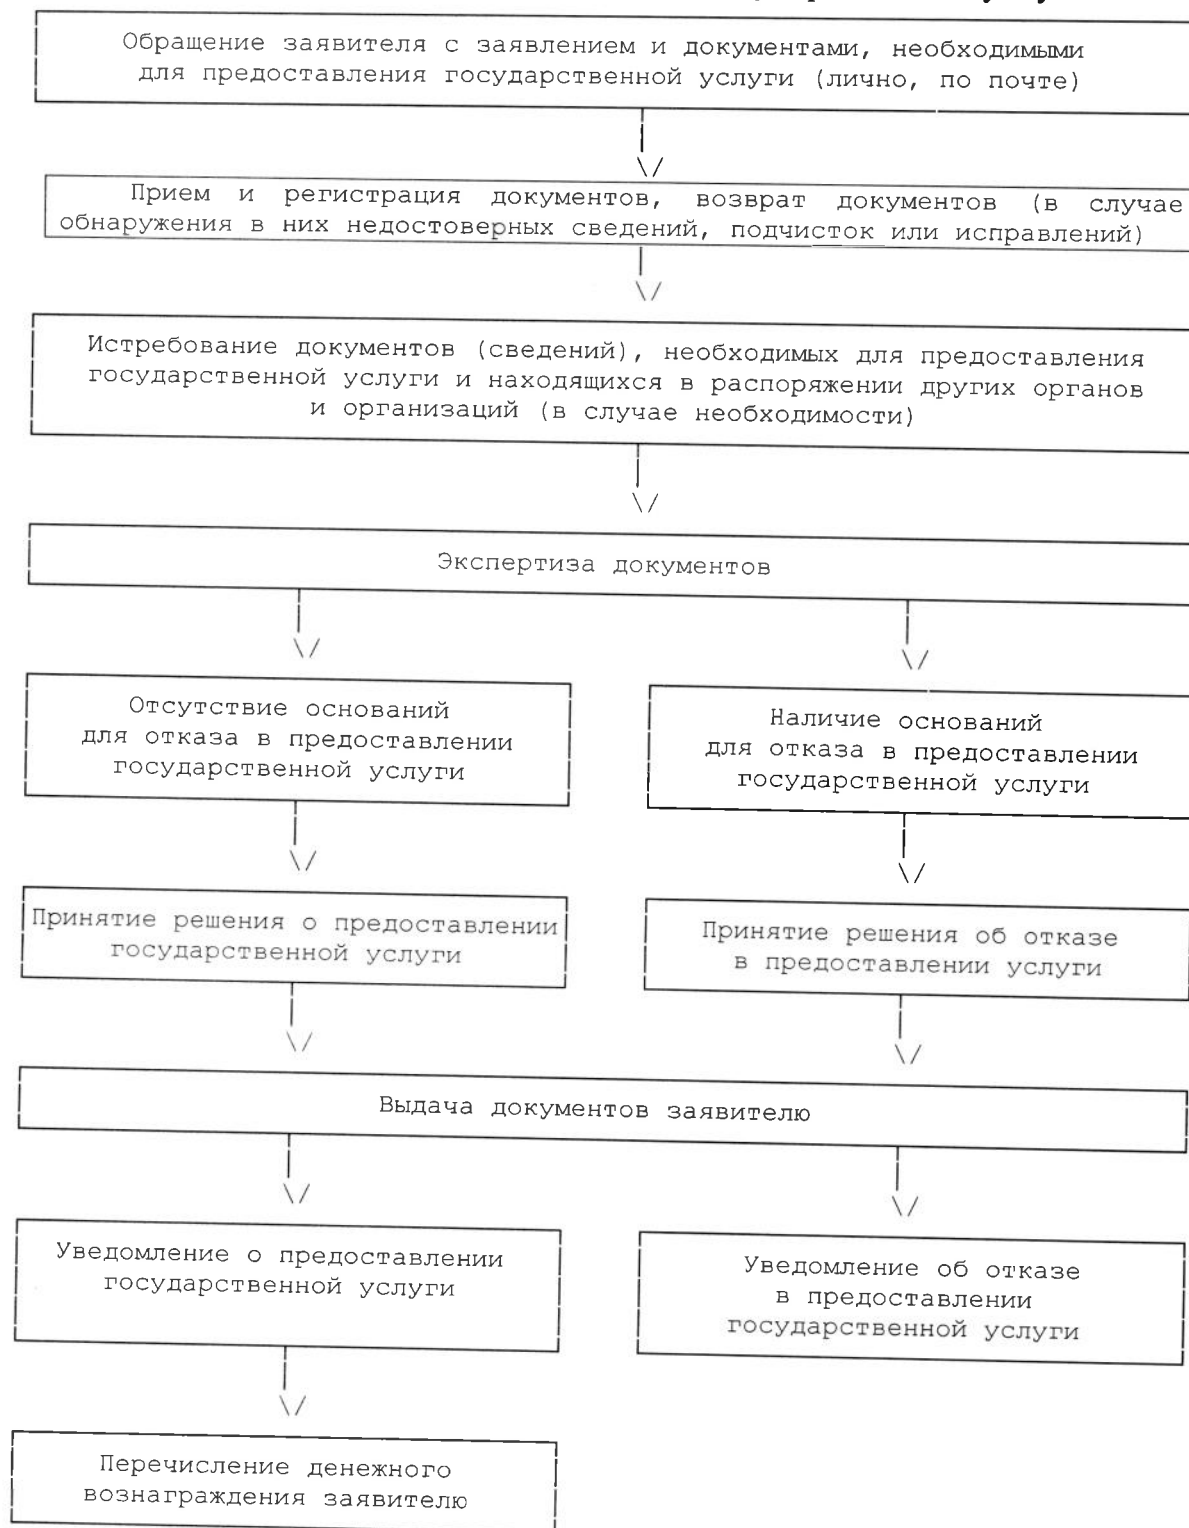 Обращение заявителя с заявлением и документами, необходимыми
для предоставления государственной услуги (лично, по почте)
Прием и регистрация документов, возврат документов (в случае
обнаружения в них недостоверных сведений, подчисток или исправлений)
Истребование документов (сведений), необходимых для предоставления
государственной услуги и находящихся в распоряжении других органов
и организаций (в случае необходимости)
Экспертиза документов
Отсутствие оснований
для отказа в предоставлении
государственной услуги
Наличие оснований
для отказа в предоставлении
государственной услуги
Принятие решения о предоставлении
государственной услуги
Принятие решения об отказе
в предоставлении услуги
Выдача документов заявителю
Уведомление о предоставлении
государственной услуги
Уведомление об отказе
в предоставлении
государственной услуги
Перечисление денежного
вознаграждения заявителю